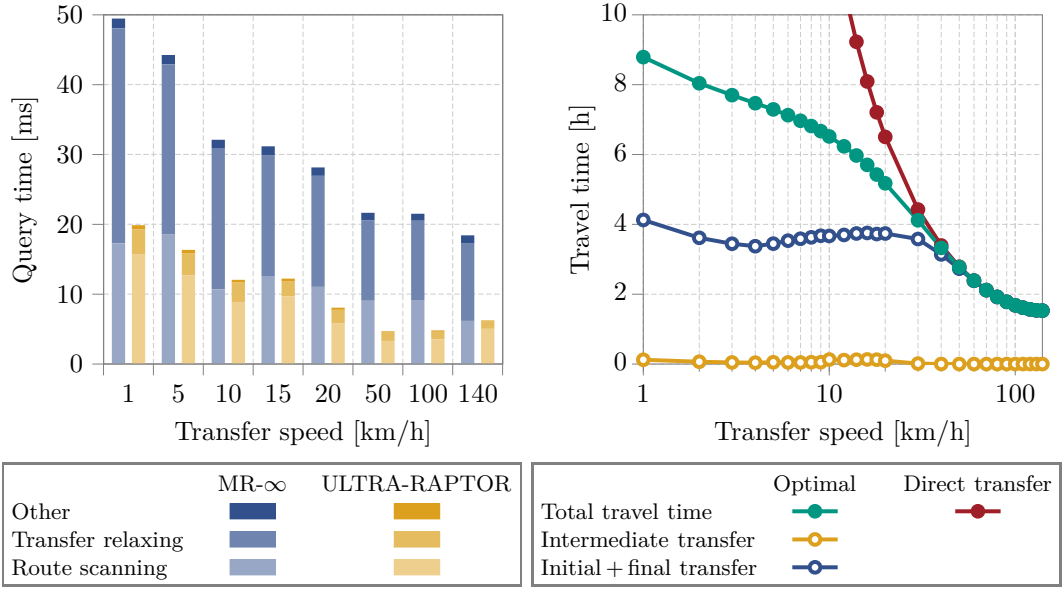 50
40
30
20
10
0
Query time [ms]
1 5 10 15 20 50 100 140
Transfer speed [km/h]
10
8
6
4
2
0
Travel time [h]
1 10 100
Transfer speed [km/h]
MR-∞ ULTRA-RAPTOR
Other
Transfer relaxing
Route scanning
Optimal Direct transfer
Total travel time
Intermediate transfer
Initial + final transfer